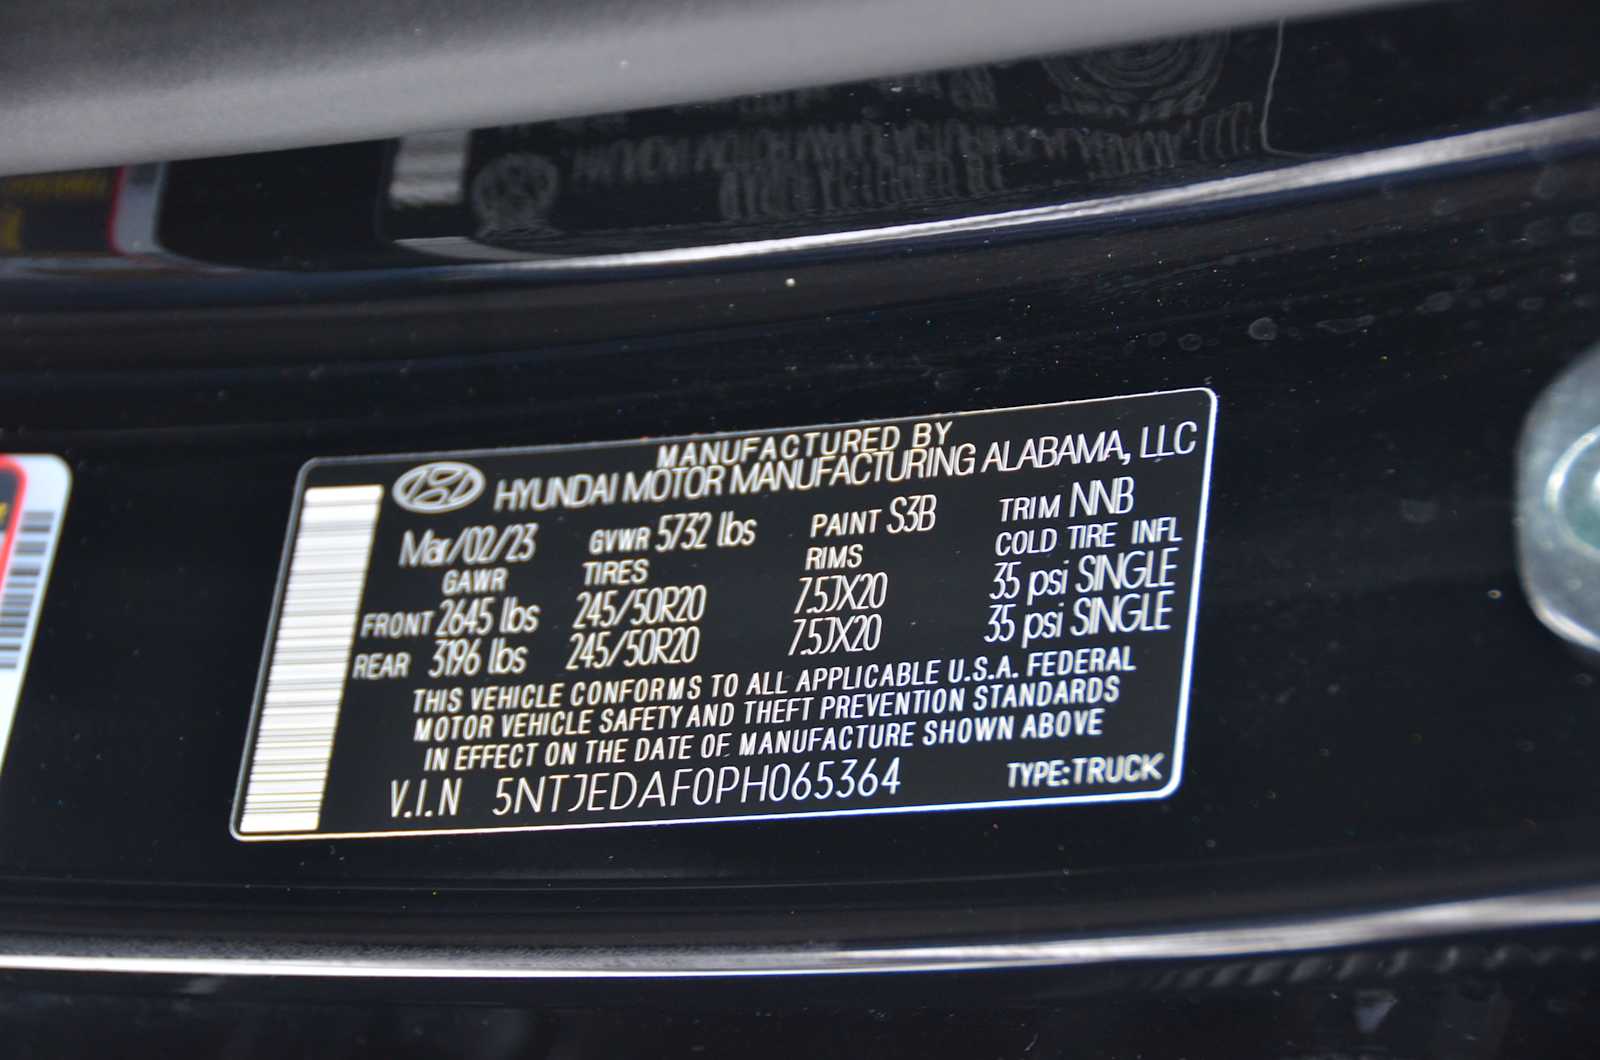 MANUFACTURED BY
HYUNDAI MOTOR MANUFACTURING ALABAMA, LLC
Mar/02/23 GVWR 5732 lbs PAINT S3B TRIM NNB
GAWR TIRES RIMS COLD TIRE INFL
FRONT 2645 lbs 245/50R20 7.5JX20 35 psi SINGLE
REAR 3196 lbs 245/50R20 7.5JX20 35 psi SINGLE
THIS VEHICLE CONFORMS TO ALL APPLICABLE U.S.A. FEDERAL
MOTOR VEHICLE SAFETY AND THEFT PREVENTION STANDARDS
IN EFFECT ON THE DATE OF MANUFACTURE SHOWN ABOVE
V.I.N 5NTJEDAF0PH065364 TYPE:TRUCK